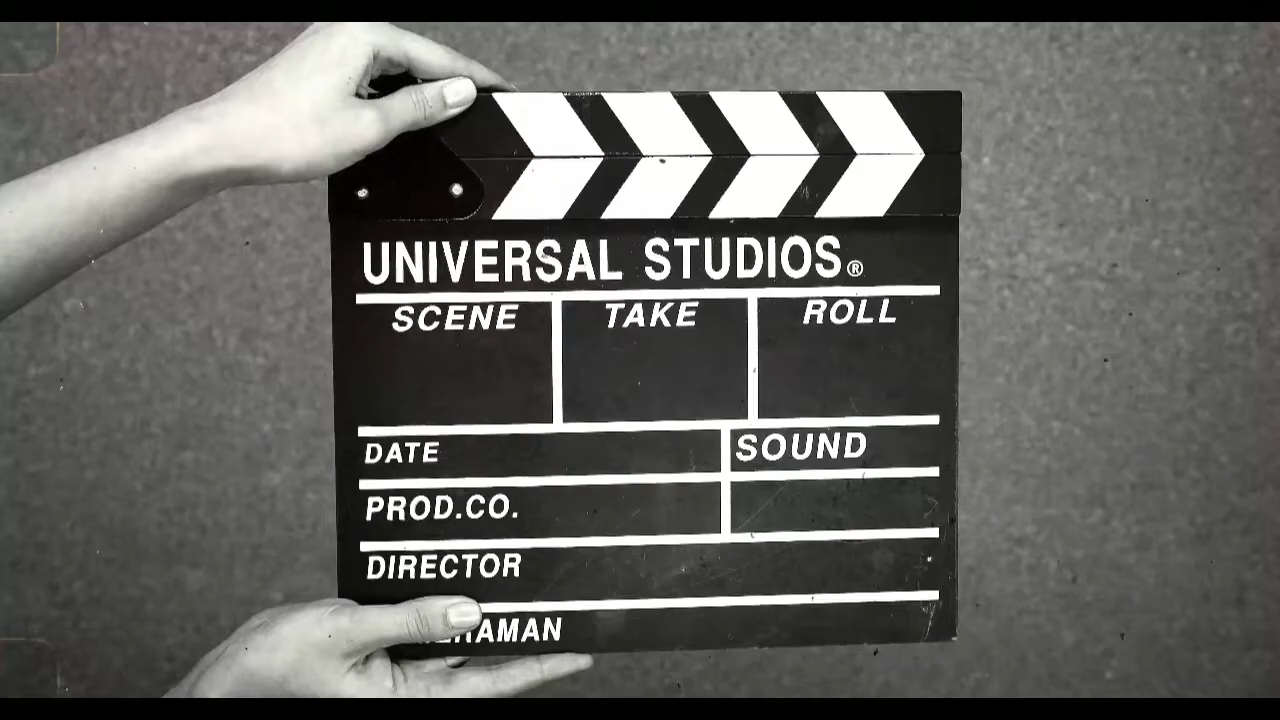 UNIVERSAL STUDIOS®
SCENE TAKE ROLL
DATE SOUND
PROD.CO.
DIRECTOR